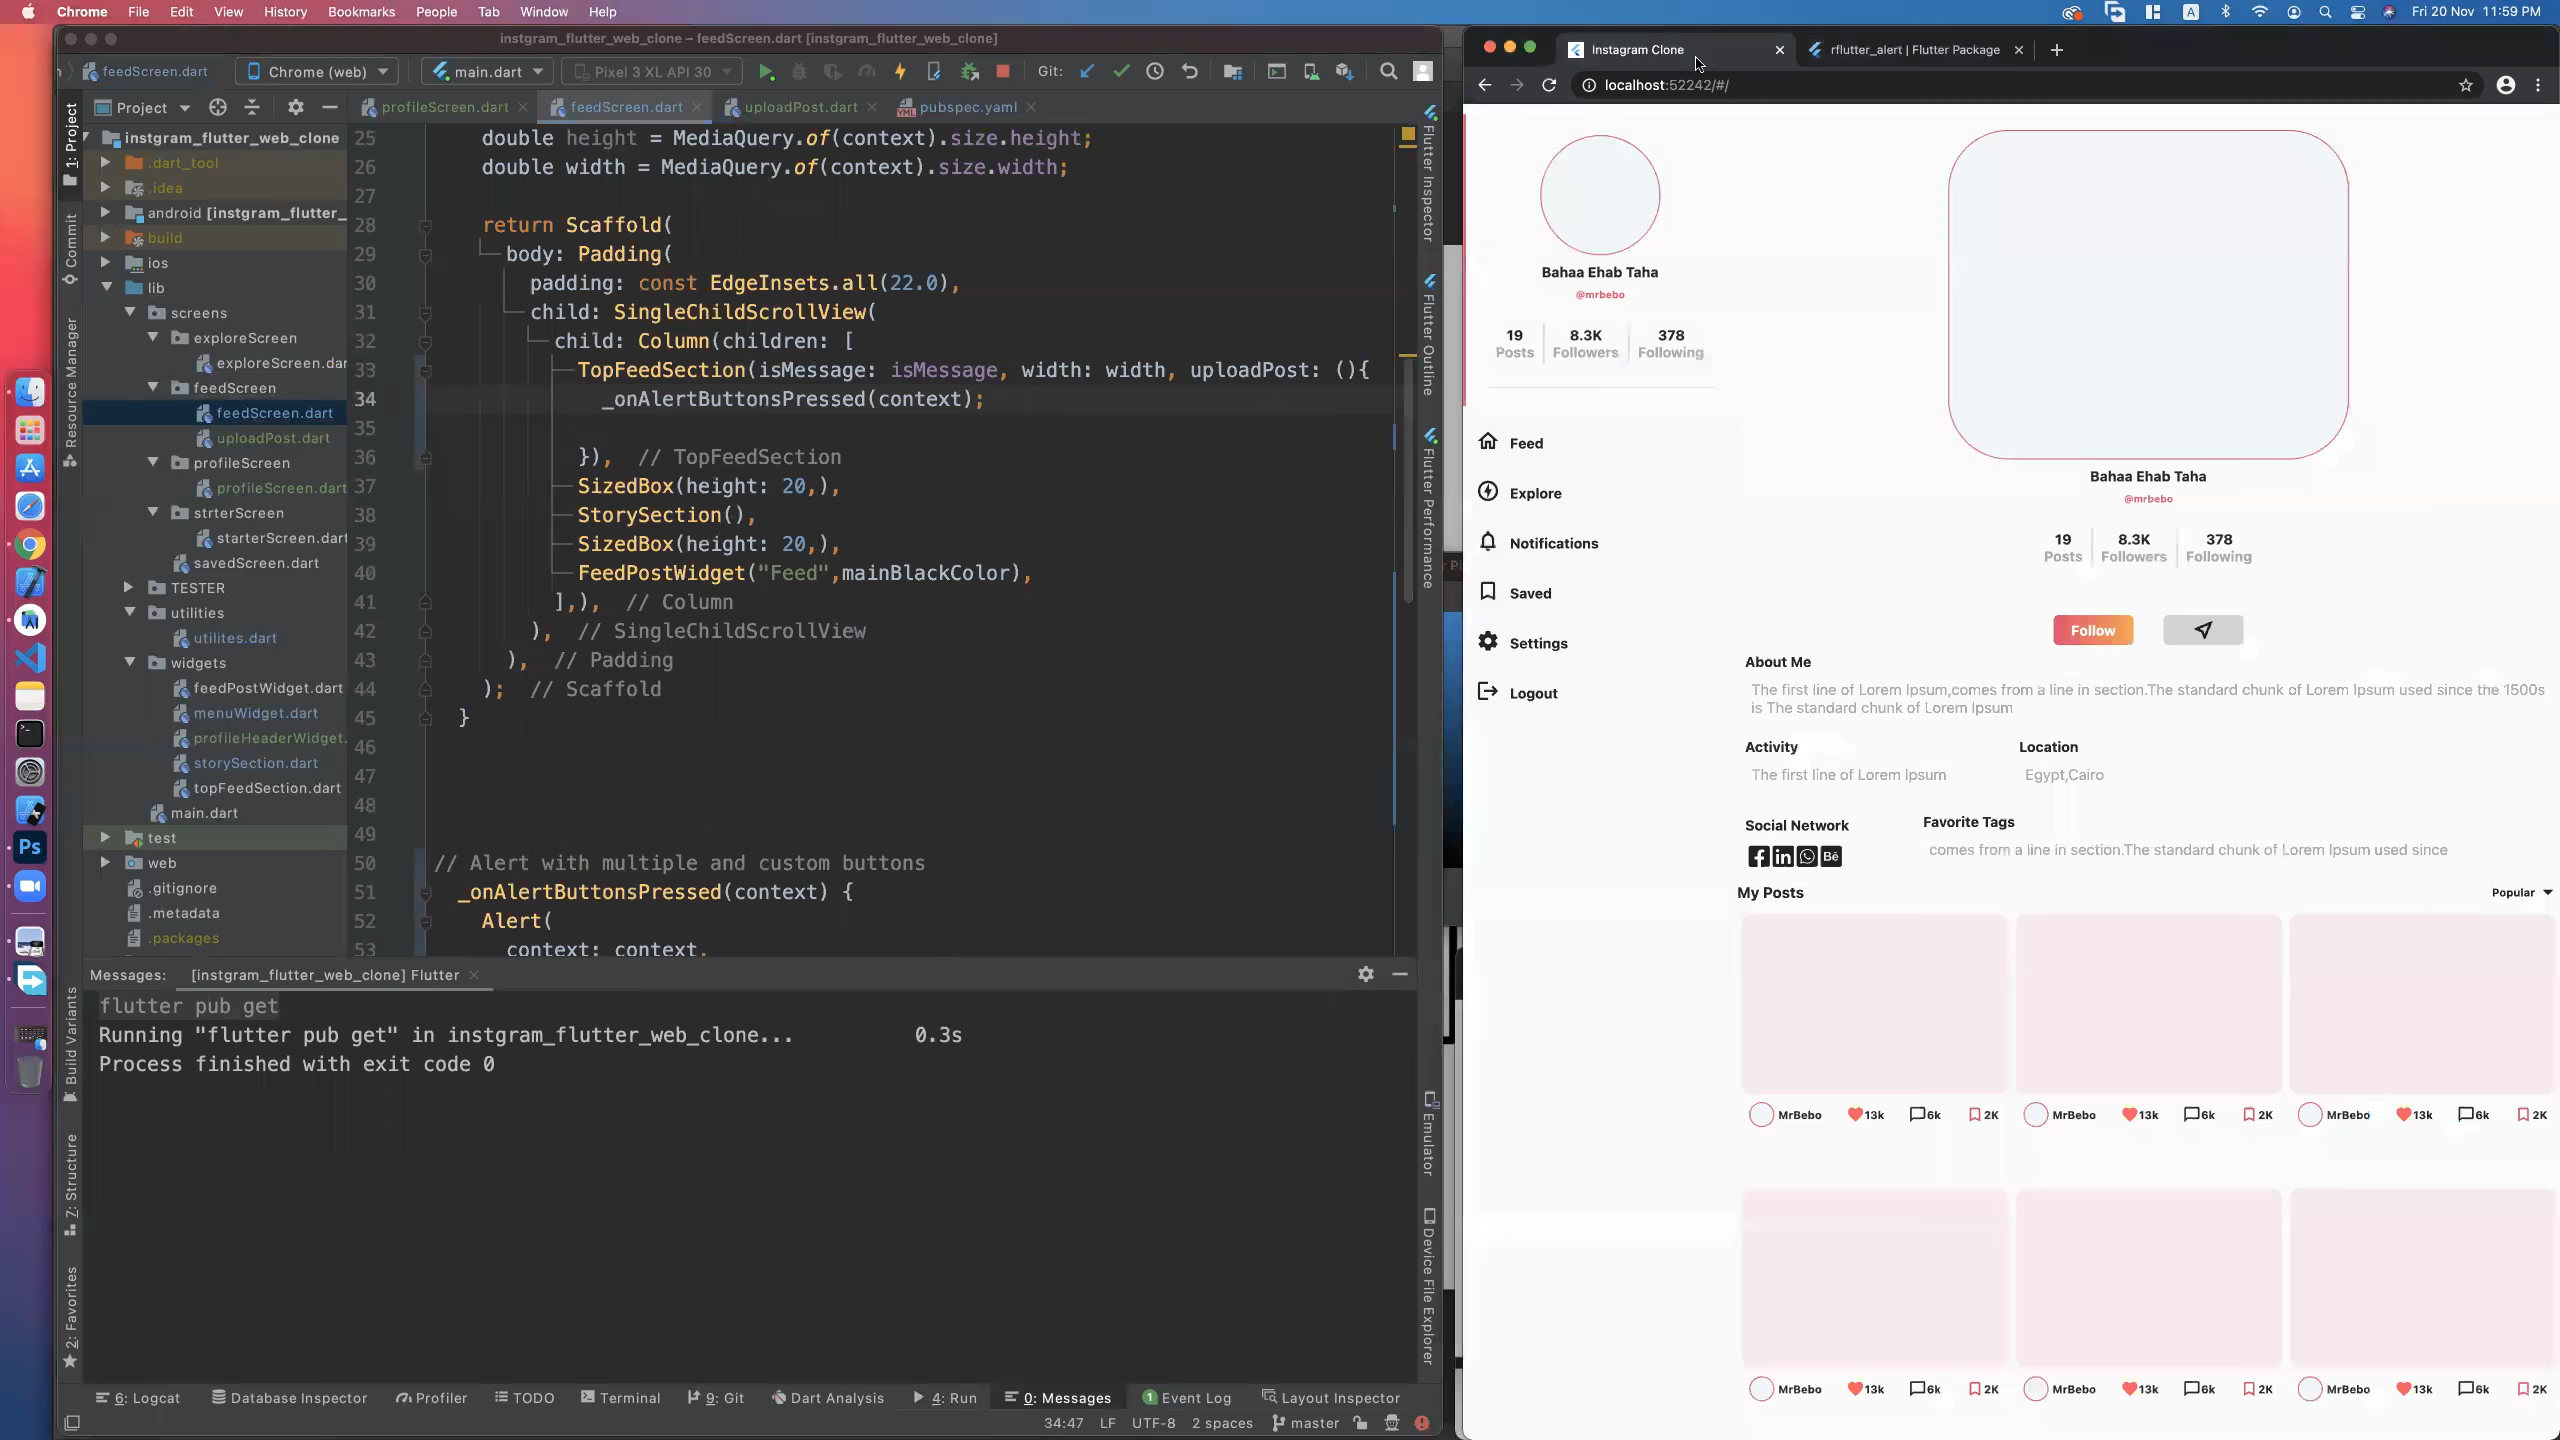 Chrome File Edit View History Bookmarks People Tab Window Help
Fri 20 Nov 11:59 PM
instgram_flutter_web_clone – feedScreen.dart [instgram_flutter_web_clone]
feedScreen.dart Chrome (web) main.dart Pixel 3 XL API 30 Git:
Project profileScreen.dart feedScreen.dart uploadPost.dart pubspec.yaml
1: Project
Commit
Resource Manager
Build Variants
7: Structure
2: Favorites
instgram_flutter_web_clone
.dart_tool
.idea
android [instgram_flutter_
build
ios
lib
screens
exploreScreen
exploreScreen.dar
feedScreen
feedScreen.dart
uploadPost.dart
profileScreen
profileScreen.dart
strterScreen
starterScreen.dart
savedScreen.dart
TESTER
utilities
utilites.dart
widgets
feedPostWidget.dart
menuWidget.dart
profileHeaderWidget.
storySection.dart
topFeedSection.dart
main.dart
test
web
.gitignore
.metadata
.packages
25 double height = MediaQuery.of(context).size.height;
26 double width = MediaQuery.of(context).size.width;
27
28 return Scaffold(
29 body: Padding(
30 padding: const EdgeInsets.all(22.0),
31 child: SingleChildScrollView(
32 child: Column(children: [
33 TopFeedSection(isMessage: isMessage, width: width, uploadPost: (){
34 _onAlertButtonsPressed(context);
35
36 }), // TopFeedSection
37 SizedBox(height: 20,),
38 StorySection(),
39 SizedBox(height: 20,),
40 FeedPostWidget("Feed",mainBlackColor),
41 ],), // Column
42 ), // SingleChildScrollView
43 ), // Padding
44 ); // Scaffold
45 }
46
47
48
49
50 // Alert with multiple and custom buttons
51 _onAlertButtonsPressed(context) {
52 Alert(
53 context: context,
Flutter Inspector
Flutter Outline
Flutter Performance
Emulator
Device File Explorer
Messages: [instgram_flutter_web_clone] Flutter
flutter pub get
Running "flutter pub get" in instgram_flutter_web_clone... 0.3s
Process finished with exit code 0
6: Logcat Database Inspector Profiler TODO Terminal 9: Git Dart Analysis 4: Run 0: Messages 1 Event Log Layout Inspector
34:47 LF UTF-8 2 spaces master
Ps
Instagram Clone rflutter_alert | Flutter Package
localhost:52242/#/
Bahaa Ehab Taha
@mrbebo
19 8.3K 378
Posts Followers Following
Feed
Explore
Notifications
Saved
Settings
Logout
Bahaa Ehab Taha
@mrbebo
19 8.3K 378
Posts Followers Following
Follow
About Me
The first line of Lorem Ipsum,comes from a line in section.The standard chunk of Lorem Ipsum used since the 1500s
is The standard chunk of Lorem Ipsum
Activity Location
The first line of Lorem Ipsum Egypt,Cairo
Social Network Favorite Tags
comes from a line in section.The standard chunk of Lorem Ipsum used since
My Posts Popular
MrBebo 13k 6k 2K MrBebo 13k 6k 2K MrBebo 13k 6k 2K
MrBebo 13k 6k 2K MrBebo 13k 6k 2K MrBebo 13k 6k 2K